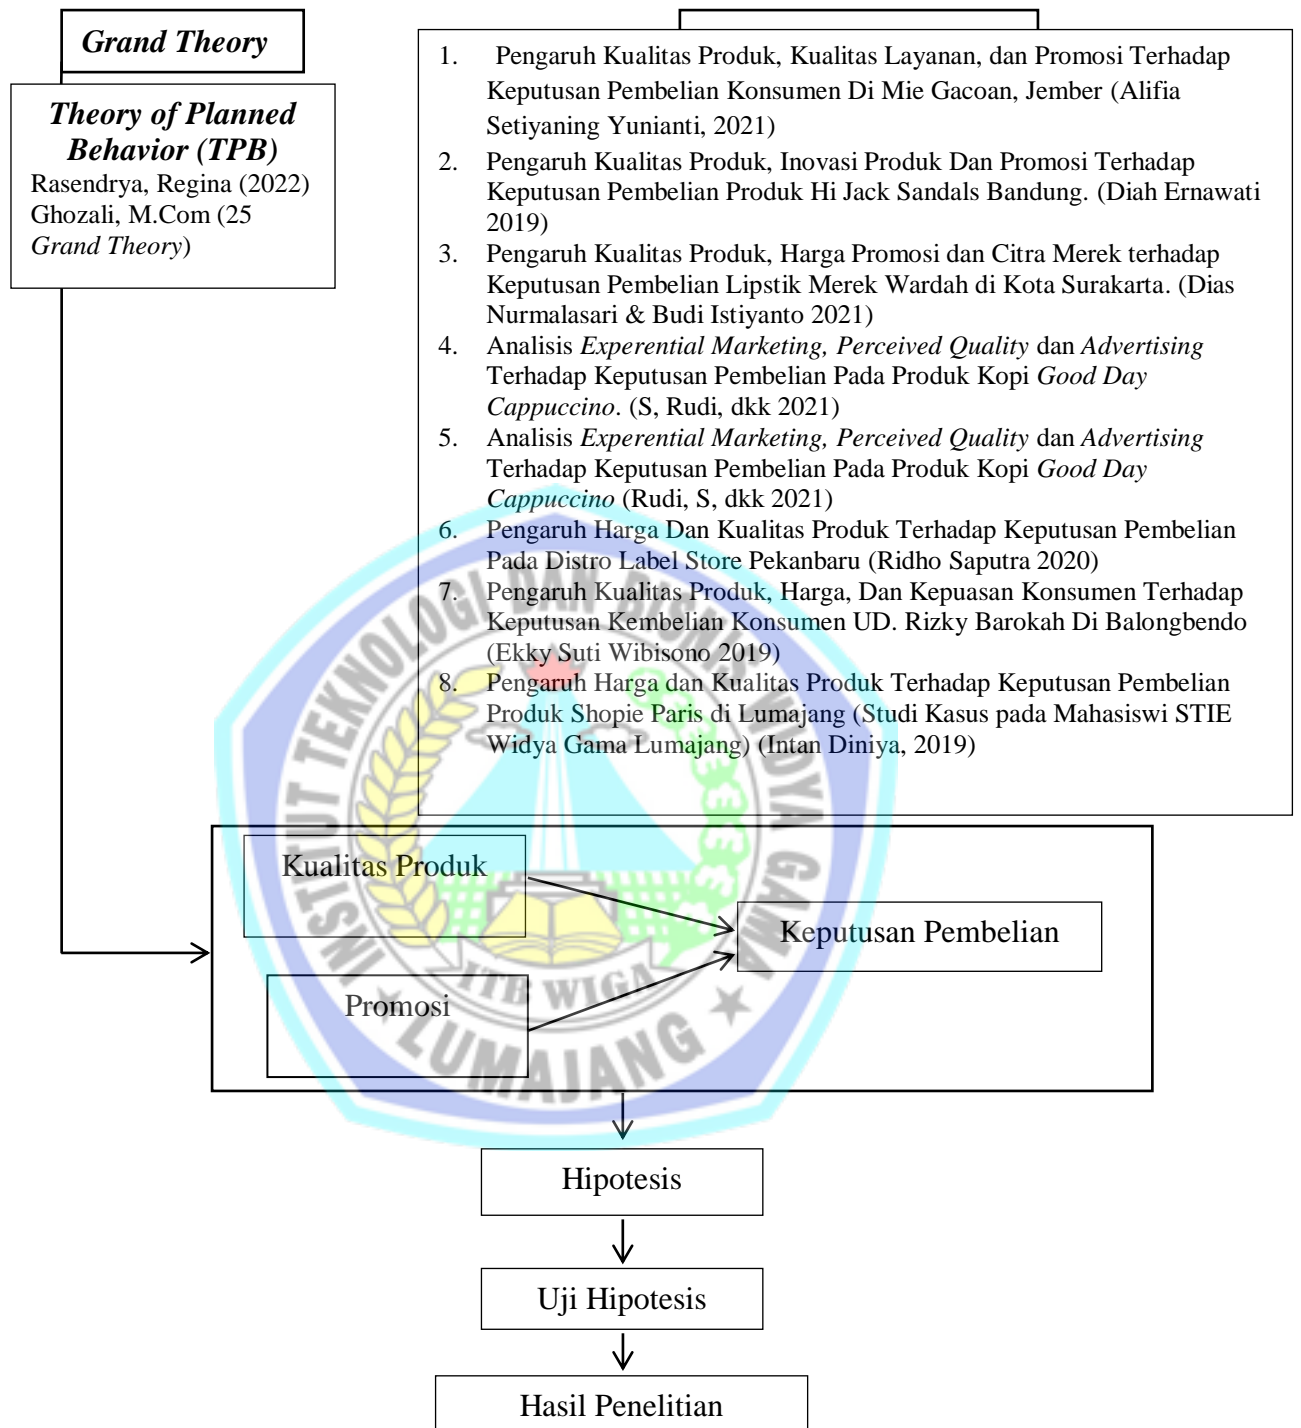 Grand Theory
Theory of Planned
Behavior (TPB)
Rasendrya, Regina (2022)
Ghozali, M.Com (25
Grand Theory)
1. Pengaruh Kualitas Produk, Kualitas Layanan, dan Promosi Terhadap
Keputusan Pembelian Konsumen Di Mie Gacoan, Jember (Alifia
Setiyaning Yunianti, 2021)
2. Pengaruh Kualitas Produk, Inovasi Produk Dan Promosi Terhadap
Keputusan Pembelian Produk Hi Jack Sandals Bandung. (Diah Ernawati
2019)
3. Pengaruh Kualitas Produk, Harga Promosi dan Citra Merek terhadap
Keputusan Pembelian Lipstik Merek Wardah di Kota Surakarta. (Dias
Nurmalasari & Budi Istiyanto 2021)
4. Analisis Experential Marketing, Perceived Quality dan Advertising
Terhadap Keputusan Pembelian Pada Produk Kopi Good Day
Cappuccino. (S, Rudi, dkk 2021)
5. Analisis Experential Marketing, Perceived Quality dan Advertising
Terhadap Keputusan Pembelian Pada Produk Kopi Good Day
Cappuccino (Rudi, S, dkk 2021)
6. Pengaruh Harga Dan Kualitas Produk Terhadap Keputusan Pembelian
Pada Distro Label Store Pekanbaru (Ridho Saputra 2020)
7. Pengaruh Kualitas Produk, Harga, Dan Kepuasan Konsumen Terhadap
Keputusan Kembelian Konsumen UD. Rizky Barokah Di Balongbendo
(Ekky Suti Wibisono 2019)
8. Pengaruh Harga dan Kualitas Produk Terhadap Keputusan Pembelian
Produk Shopie Paris di Lumajang (Studi Kasus pada Mahasiswi STIE
Widya Gama Lumajang) (Intan Diniya, 2019)
INSTITUT TEKNOLOGI DAN BISNIS WIDYA GAMA
ITB WIGA
LUMAJANG
Kualitas Produk
Keputusan Pembelian
Promosi
Hipotesis
Uji Hipotesis
Hasil Penelitian